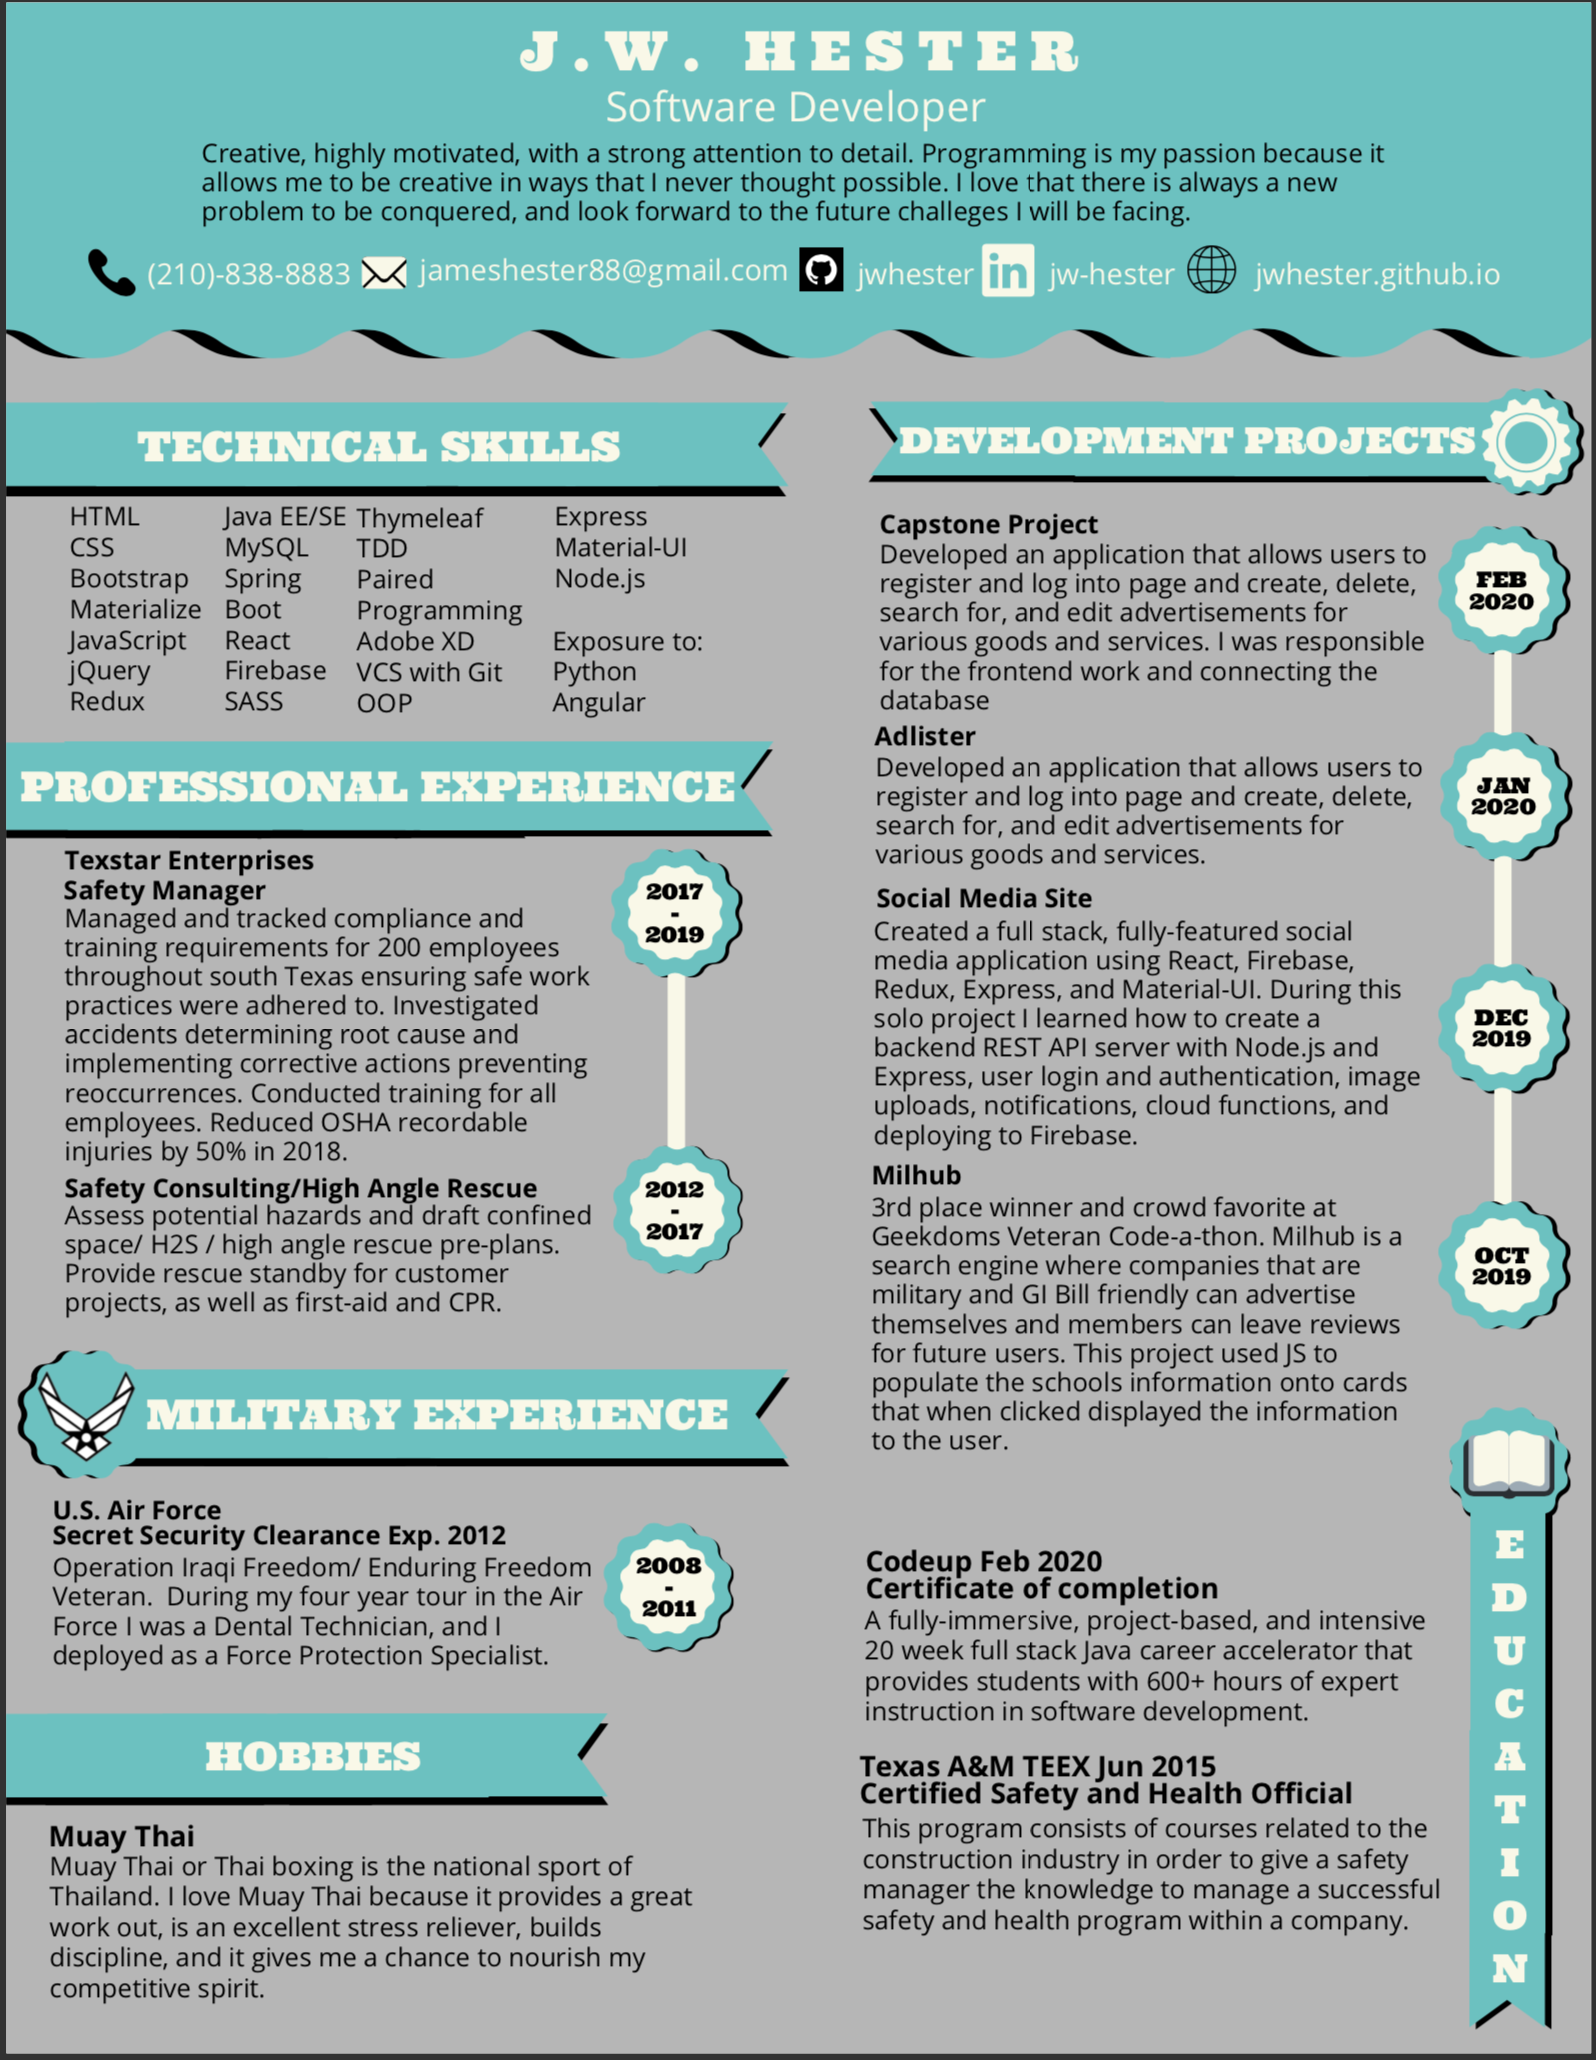 J.W. HESTER
Software Developer
Creative, highly motivated, with a strong attention to detail. Programming is my passion because it
allows me to be creative in ways that I never thought possible. I love that there is always a new
problem to be conquered, and look forward to the future challeges I will be facing.
(210)-838-8883 jameshester88@gmail.com jwhester in jw-hester jwhester.github.io
TECHNICAL SKILLS
HTML
CSS
Bootstrap
Materialize
JavaScript
jQuery
Redux
Java EE/SE
MySQL
Spring
Boot
React
Firebase
SASS
Thymeleaf
TDD
Paired
Programming
Adobe XD
VCS with Git
OOP
Express
Material-UI
Node.js
Exposure to:
Python
Angular
PROFESSIONAL EXPERIENCE
Texstar Enterprises
Safety Manager
Managed and tracked compliance and
training requirements for 200 employees
throughout south Texas ensuring safe work
practices were adhered to. Investigated
accidents determining root cause and
implementing corrective actions preventing
reoccurrences. Conducted training for all
employees. Reduced OSHA recordable
injuries by 50% in 2018.
2017
-
2019
Safety Consulting/High Angle Rescue
Assess potential hazards and draft confined
space/ H2S / high angle rescue pre-plans.
Provide rescue standby for customer
projects, as well as first-aid and CPR.
2012
-
2017
MILITARY EXPERIENCE
U.S. Air Force
Secret Security Clearance Exp. 2012
Operation Iraqi Freedom/ Enduring Freedom
Veteran.  During my four year tour in the Air
Force I was a Dental Technician, and I
deployed as a Force Protection Specialist.
2008
-
2011
HOBBIES
Muay Thai
Muay Thai or Thai boxing is the national sport of
Thailand. I love Muay Thai because it provides a great
work out, is an excellent stress reliever, builds
discipline, and it gives me a chance to nourish my
competitive spirit.
DEVELOPMENT PROJECTS
Capstone Project
Developed an application that allows users to
register and log into page and create, delete,
search for, and edit advertisements for
various goods and services. I was responsible
for the frontend work and connecting the
database
FEB
2020
Adlister
Developed an application that allows users to
register and log into page and create, delete,
search for, and edit advertisements for
various goods and services.
JAN
2020
Social Media Site
Created a full stack, fully-featured social
media application using React, Firebase,
Redux, Express, and Material-UI. During this
solo project I learned how to create a
backend REST API server with Node.js and
Express, user login and authentication, image
uploads, notifications, cloud functions, and
deploying to Firebase.
DEC
2019
Milhub
3rd place winner and crowd favorite at
Geekdoms Veteran Code-a-thon. Milhub is a
search engine where companies that are
military and GI Bill friendly can advertise
themselves and members can leave reviews
for future users. This project used JS to
populate the schools information onto cards
that when clicked displayed the information
to the user.
OCT
2019
EDUCATION
Codeup Feb 2020
Certificate of completion
A fully-immersive, project-based, and intensive
20 week full stack Java career accelerator that
provides students with 600+ hours of expert
instruction in software development.
Texas A&M TEEX Jun 2015
Certified Safety and Health Official
This program consists of courses related to the
construction industry in order to give a safety
manager the knowledge to manage a successful
safety and health program within a company.